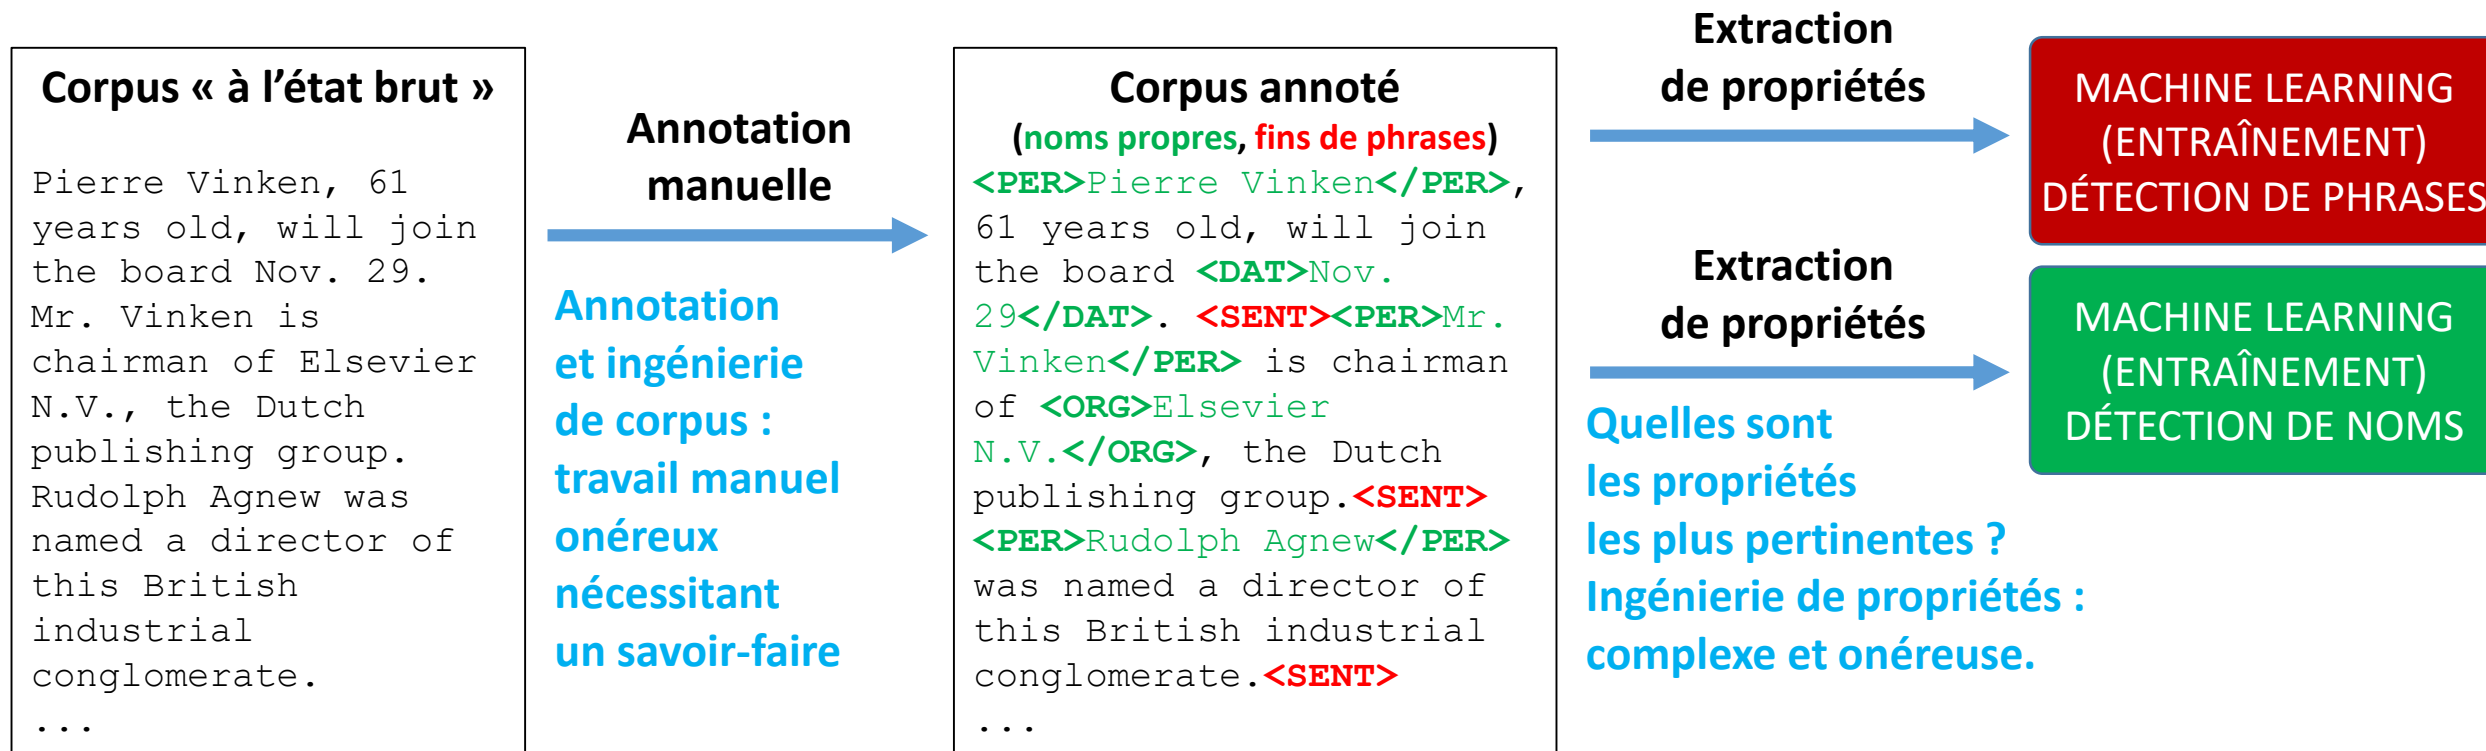 Corpus « à l'état brut »
Pierre Vinken, 61
years old, will join
the board Nov. 29.
Mr. Vinken is
chairman of Elsevier
N.V., the Dutch
publishing group.
Rudolph Agnew was
named a director of
this British
industrial
conglomerate.
...
Annotation
manuelle
Annotation
et ingénierie
de corpus :
travail manuel
onéreux
nécessitant
un savoir-faire
Corpus annoté
(noms propres, fins de phrases)
<PER>Pierre Vinken</PER>,
61 years old, will join
the board <DAT>Nov.
29</DAT>. <SENT><PER>Mr.
Vinken</PER> is chairman
of <ORG>Elsevier
N.V.</ORG>, the Dutch
publishing group.<SENT>
<PER>Rudolph Agnew</PER>
was named a director of
this British industrial
conglomerate.<SENT>
...
Extraction
de propriétés
MACHINE LEARNING
(ENTRAÎNEMENT)
DÉTECTION DE PHRASES
Extraction
de propriétés
MACHINE LEARNING
(ENTRAÎNEMENT)
DÉTECTION DE NOMS
Quelles sont
les propriétés
les plus pertinentes ?
Ingénierie de propriétés :
complexe et onéreuse.